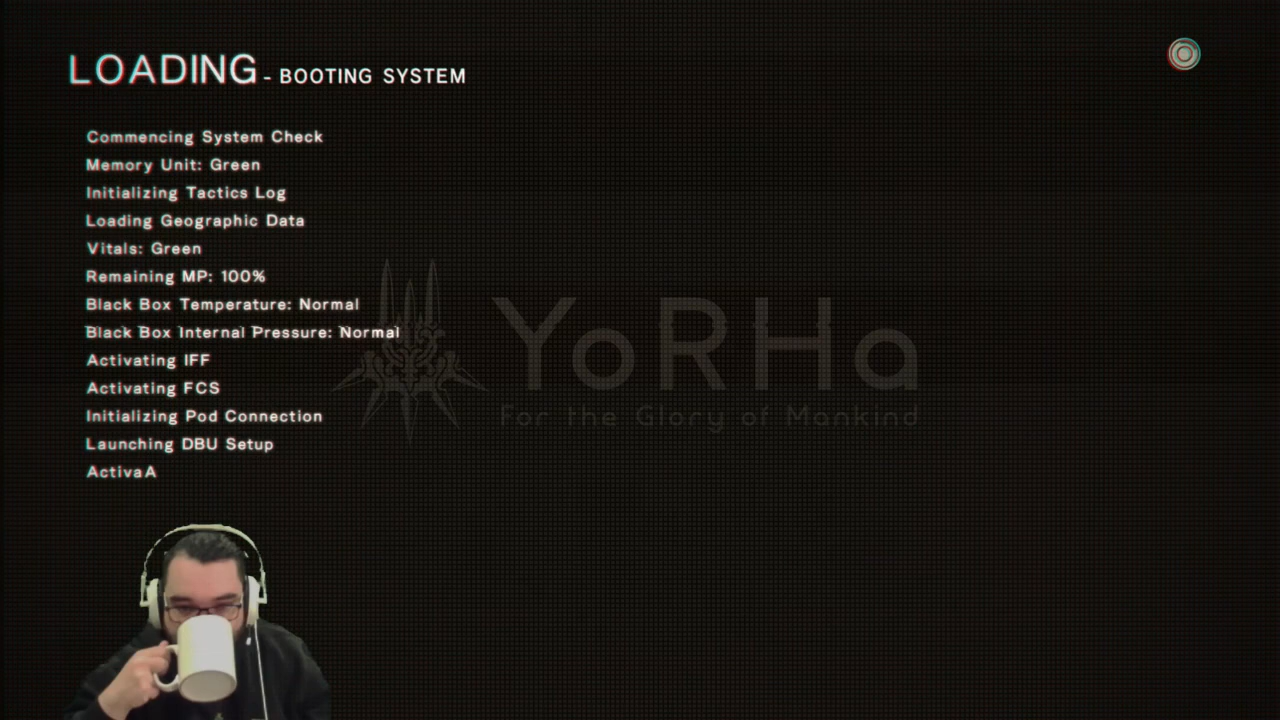 LOADING - BOOTING SYSTEM
Commencing System Check
Memory Unit: Green
Initializing Tactics Log
Loading Geographic Data
Vitals: Green
Remaining MP: 100%
Black Box Temperature: Normal
Black Box Internal Pressure: Normal
Activating IFF
Activating FCS
Initializing Pod Connection
Launching DBU Setup
ActivaA
YoRHa
For the Glory of Mankind